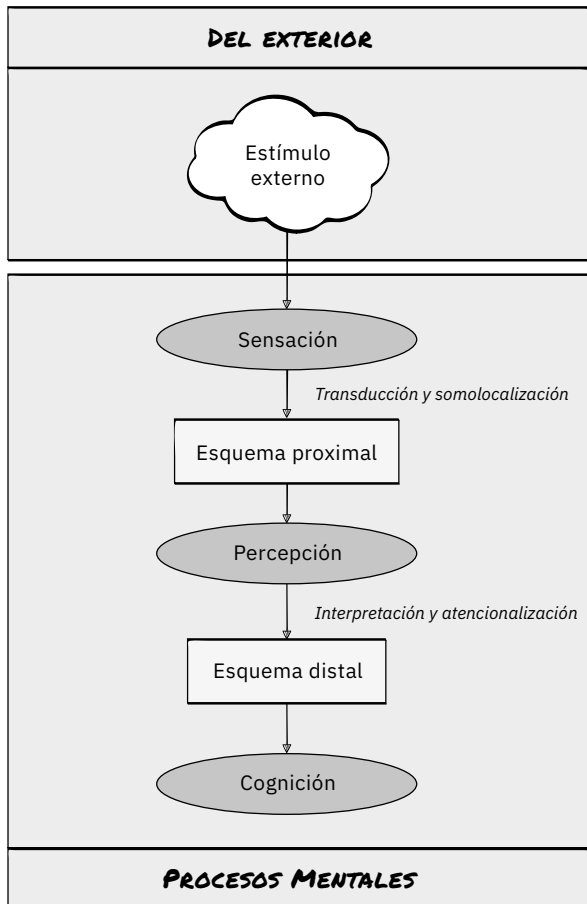 Del exterior
Estímulo
externo
Sensación
Transducción y somolocalización
Esquema proximal
Percepción
Interpretación y atencionalización
Esquema distal
Cognición
Procesos Mentales